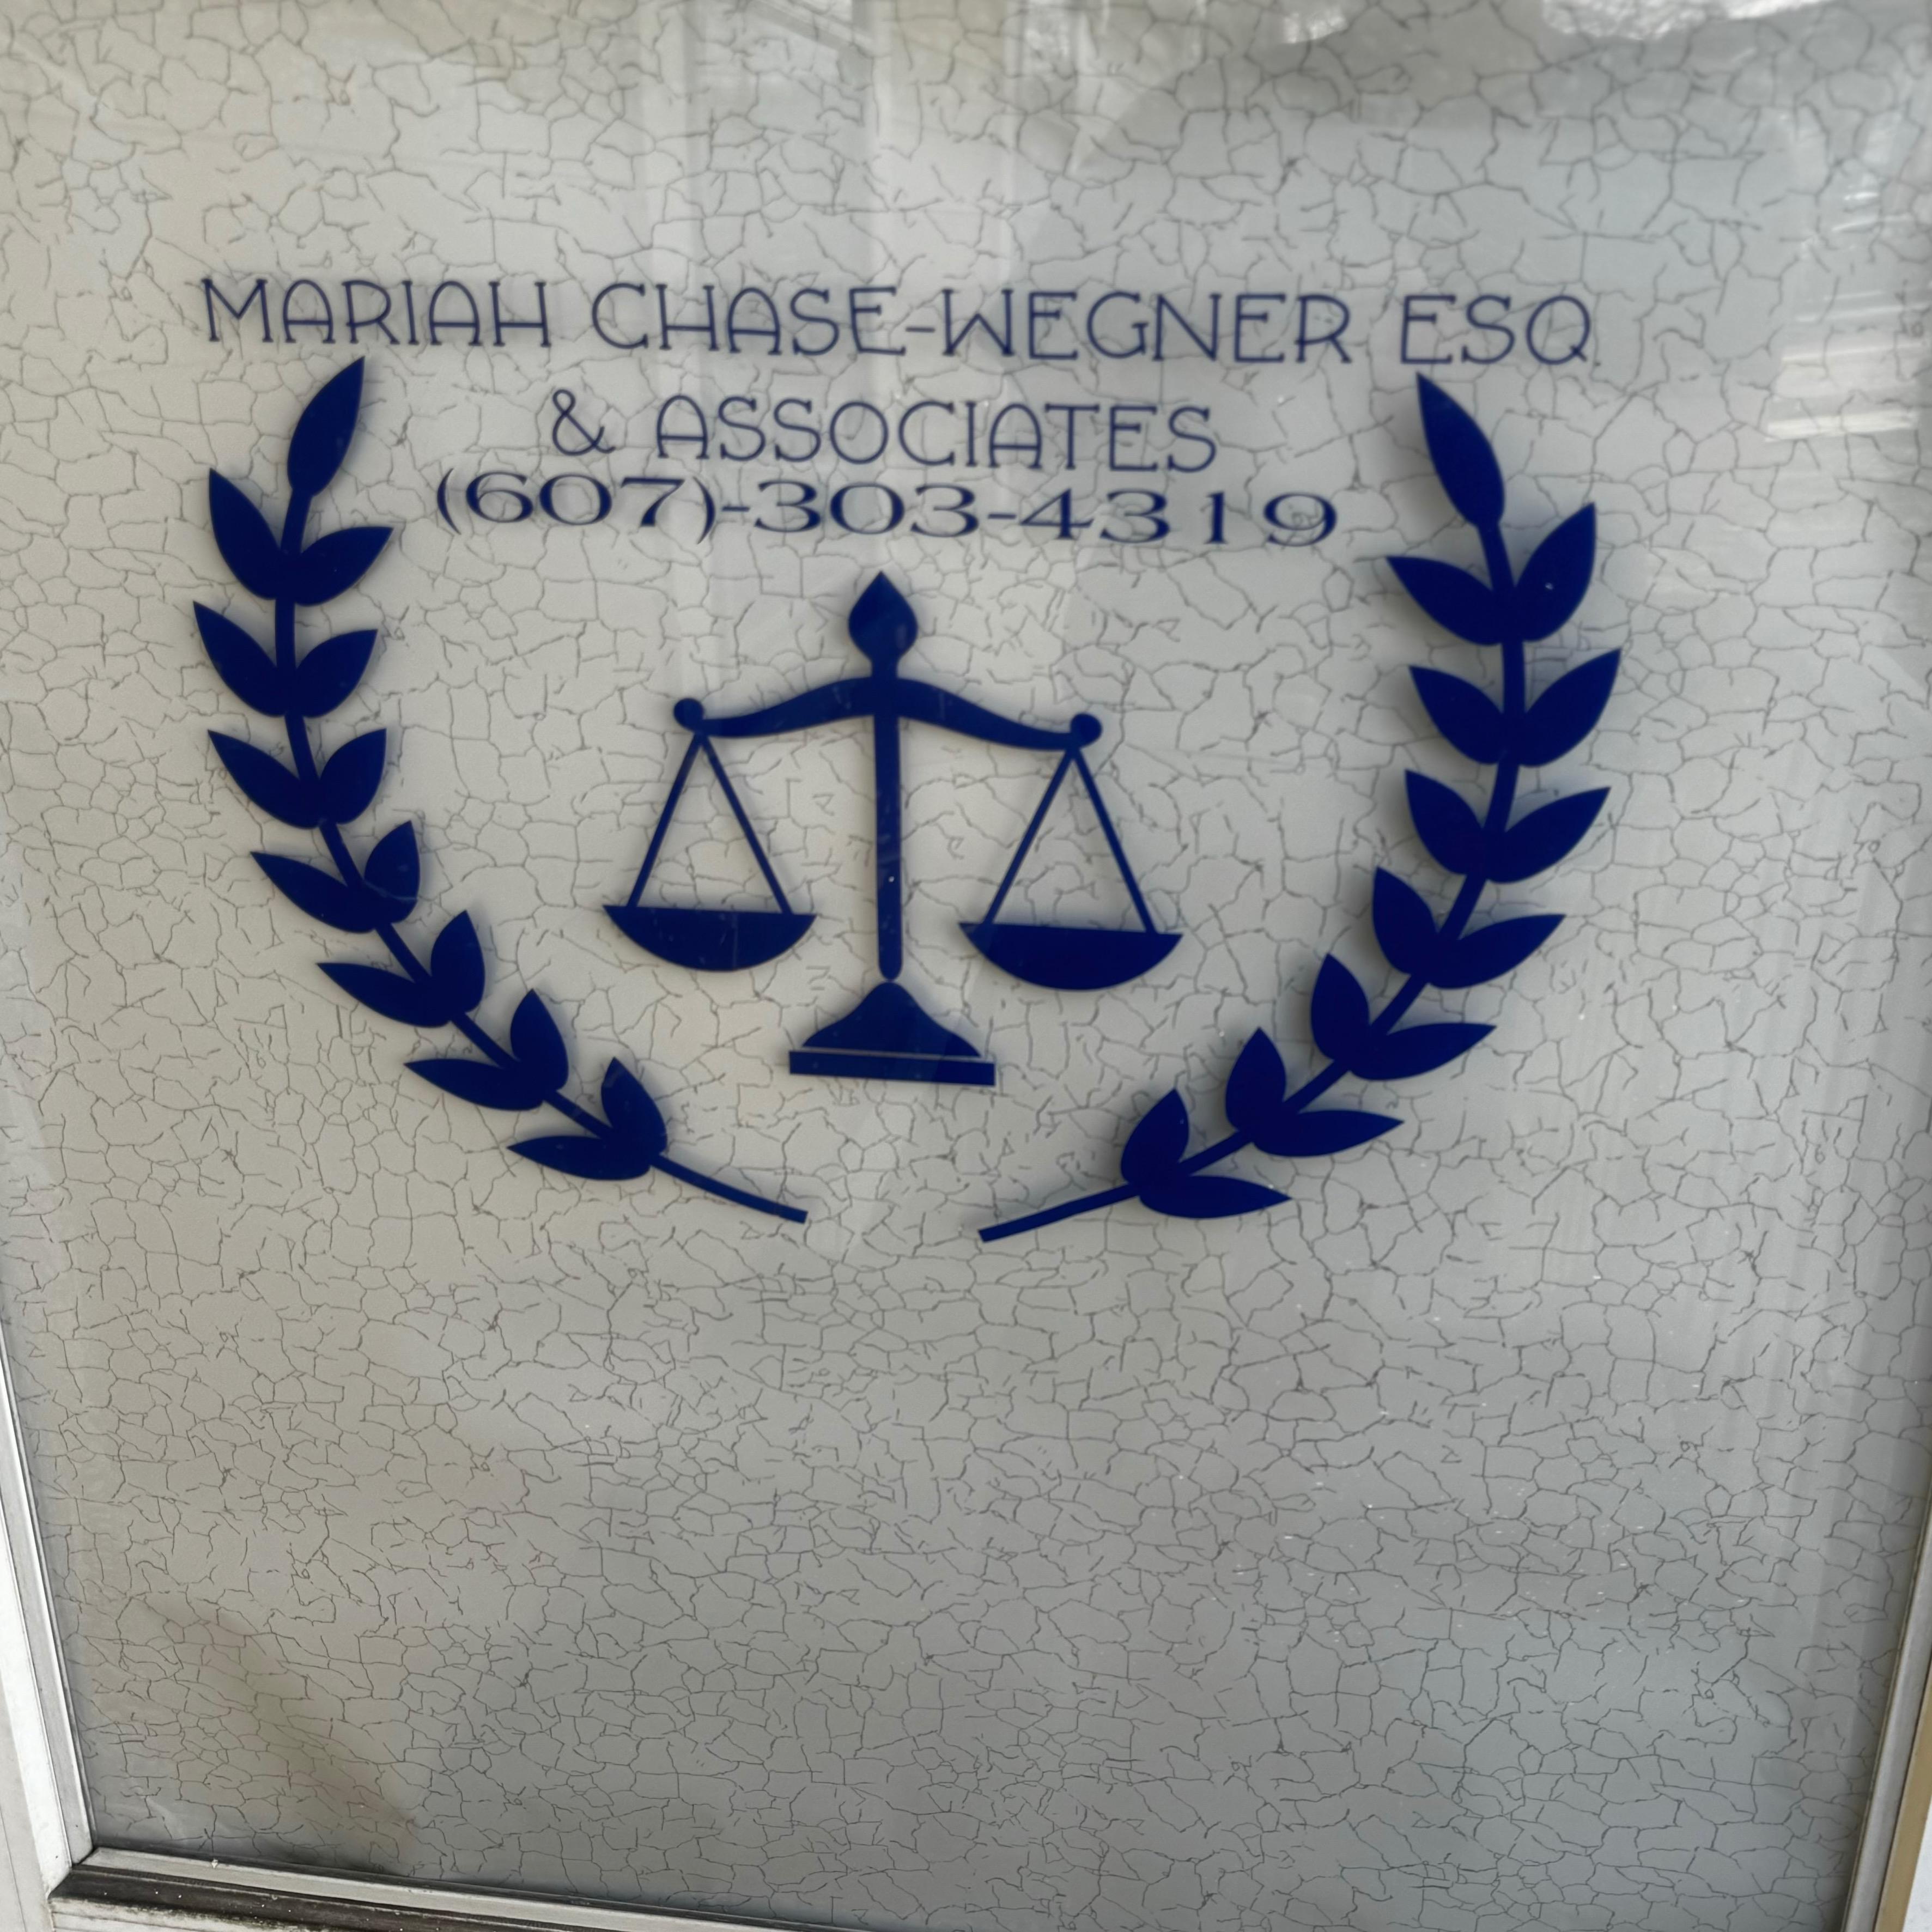 MARIAH CHASE-WEGNER ESQ.
& ASSOCIATES
(607)-303-4319